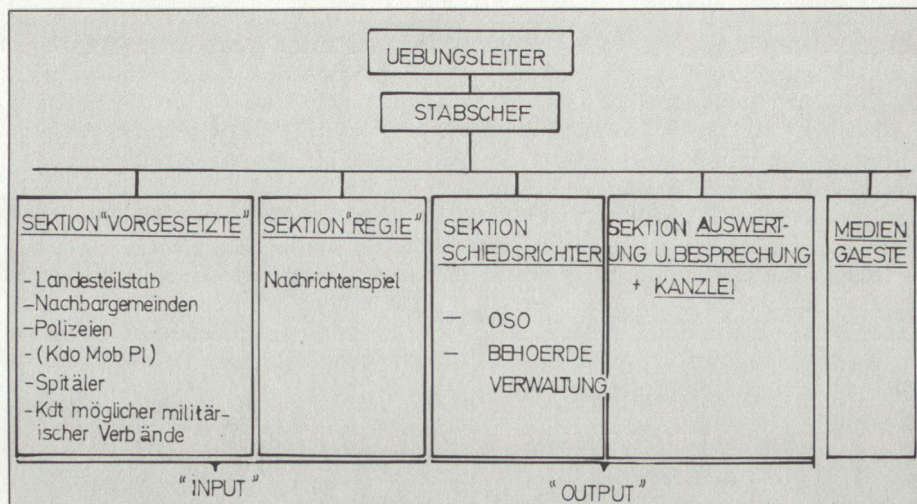 UEBUNGSLEITER
STABSCHEF
SEKTION "VORGESETZTE"
-Landesteilstab
-Nachbargemeinden
-Polizeien
-(Kdo Mob Pl)
-Spitäler
-Kdt möglicher militär-
ischer Verbände
SEKTION "REGIE"
Nachrichtenspiel
SEKTION
SCHIEDSRICHTER
- OSO
- BEHOERDE
VERWALTUNG
SEKTION AUSWERT-
UNG U. BESPRECHUNG
+ KANZLEI
MEDIEN
GAESTE
"INPUT"
"OUTPUT"